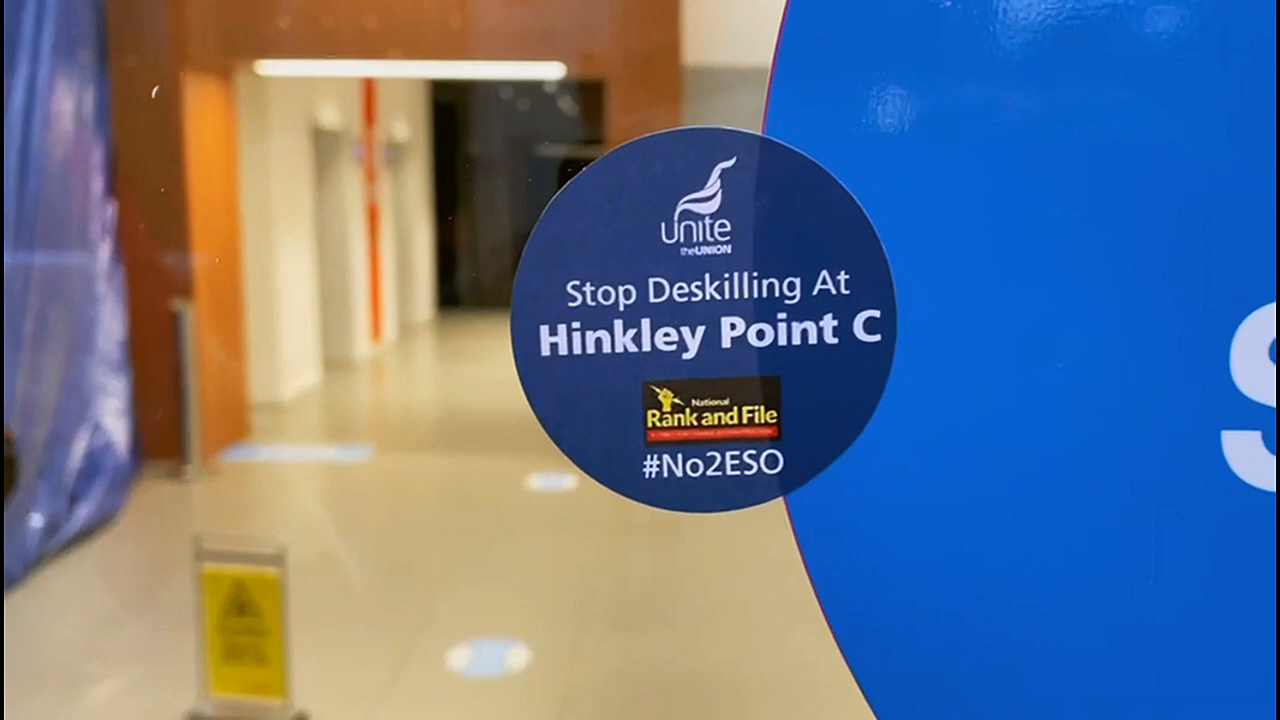 unite
the UNION
Stop Deskilling At
Hinkley Point C
National
Rank and File
#No2ESO
S